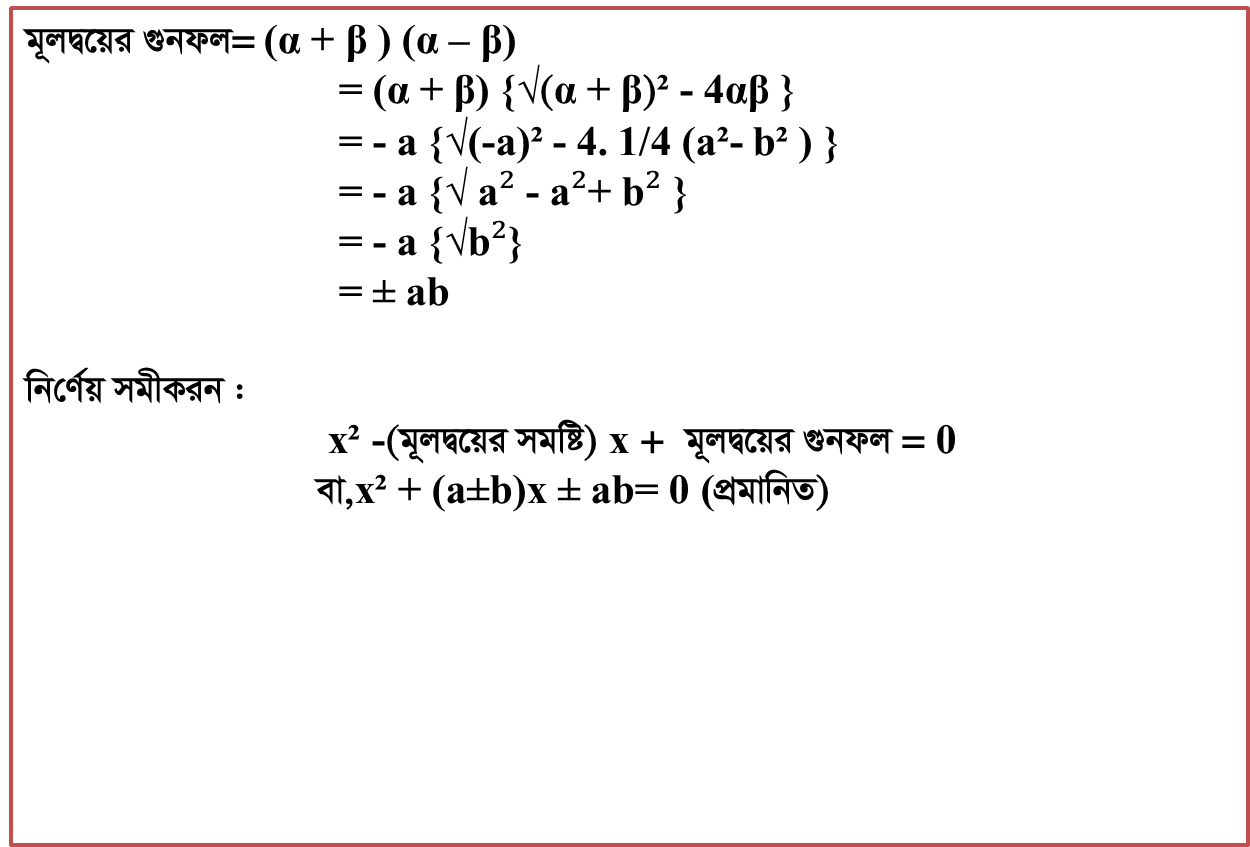 মূলদ্বয়ের গুনফল= (α + β ) (α – β)
= (α + β) {√(α + β)² - 4αβ }
= - a {√(-a)² - 4. 1/4 (a²- b² ) }
= - a {√ a² - a²+ b² }
= - a {√b²}
= ± ab
নির্ণেয় সমীকরন :
x² -(মূলদ্বয়ের সমষ্টি) x + মূলদ্বয়ের গুনফল = 0
বা,x² + (a±b)x ± ab= 0 (প্রমানিত)